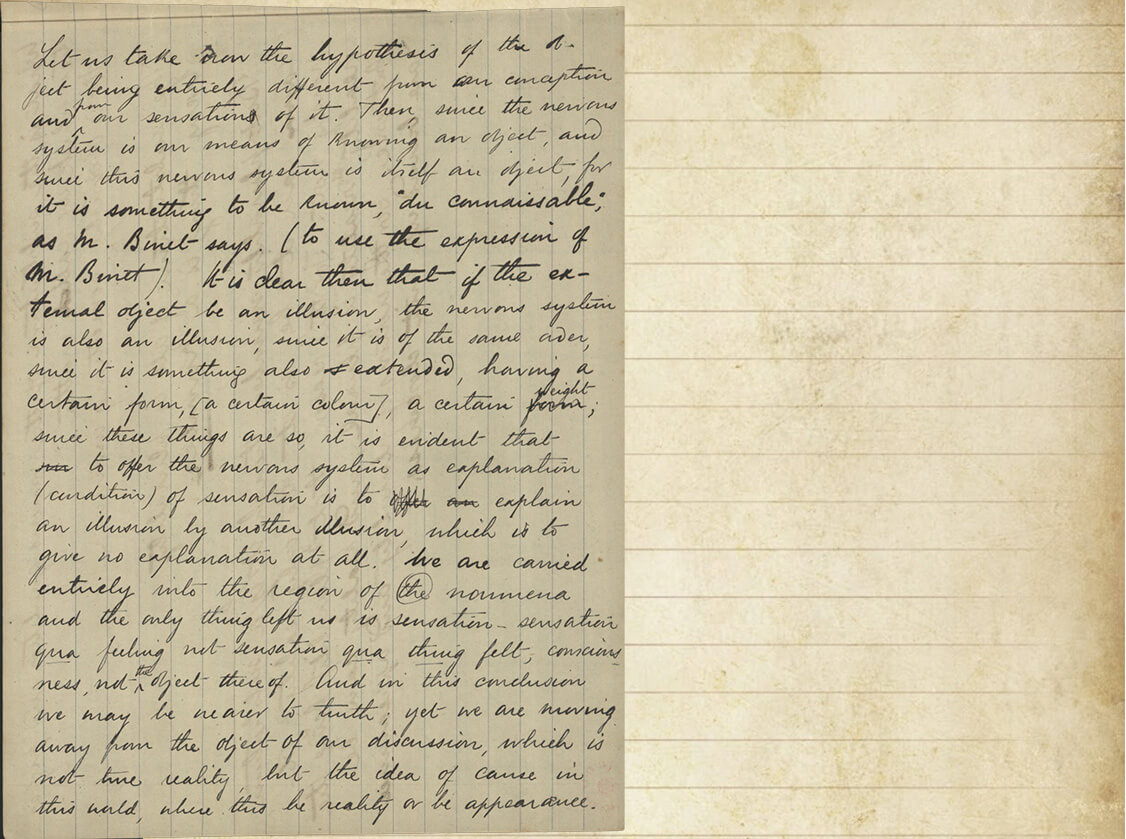 Let us take now the hypothesis of the ob-
ject being entirely different from our conception
and from our sensations of it. Then, since the nervous
system is our means of knowing an object, and
since this nervous system is itself an object, for
it is something to be known, "du connaissable",
as M. Binet says. (to use the expression of
M. Binet). It is clear then that if the ex-
ternal object be an illusion, the nervous system
is also an illusion, since it is of the same order,
since it is something also extended, having a
certain form, [a certain colour], a certain weight;
since these things are so, it is evident that
to offer the nervous system as explanation
(condition) of sensation is to explain
an illusion by another illusion, which is to
give no explanation at all. We are carried
entirely into the region of the noumena
and the only thing left us is sensation — sensation
qua feeling not sensation qua thing felt; conscious-
ness, not the object thereof. And in this conclusion
we may be nearer to truth; yet we are moving
away from the object of our discussion, which is
not true reality, but the idea of cause in
this world, where this be reality or be appearance.